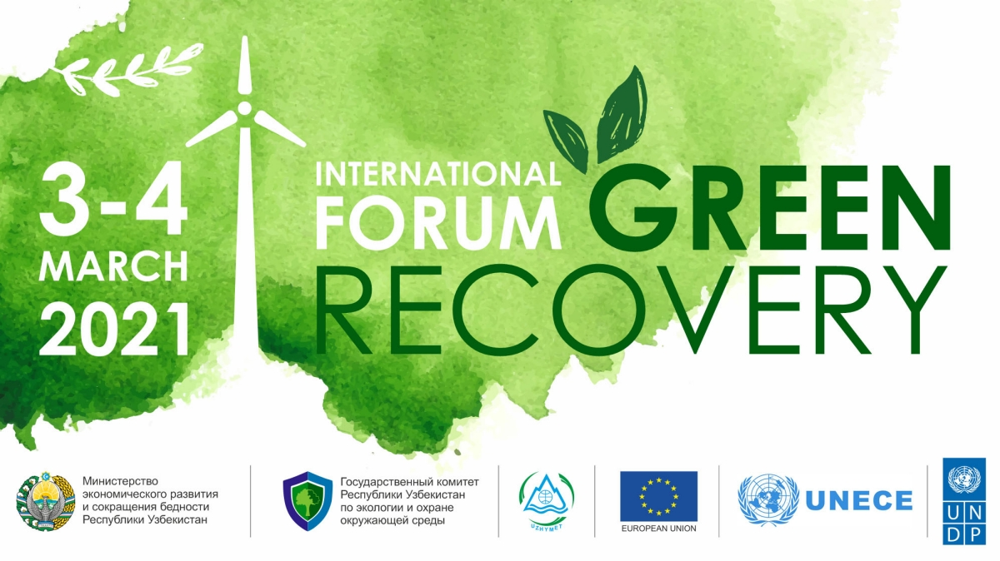 3-4
MARCH
2021
INTERNATIONAL
FORUM GREEN
RECOVERY
Министерство
экономического развития
и сокращения бедности
Республики Узбекистан
Государственный комитет
Республики Узбекистан
по экологии и охране
окружающей среды
UZHYMET
EUROPEAN UNION
UNECE
U N
D P